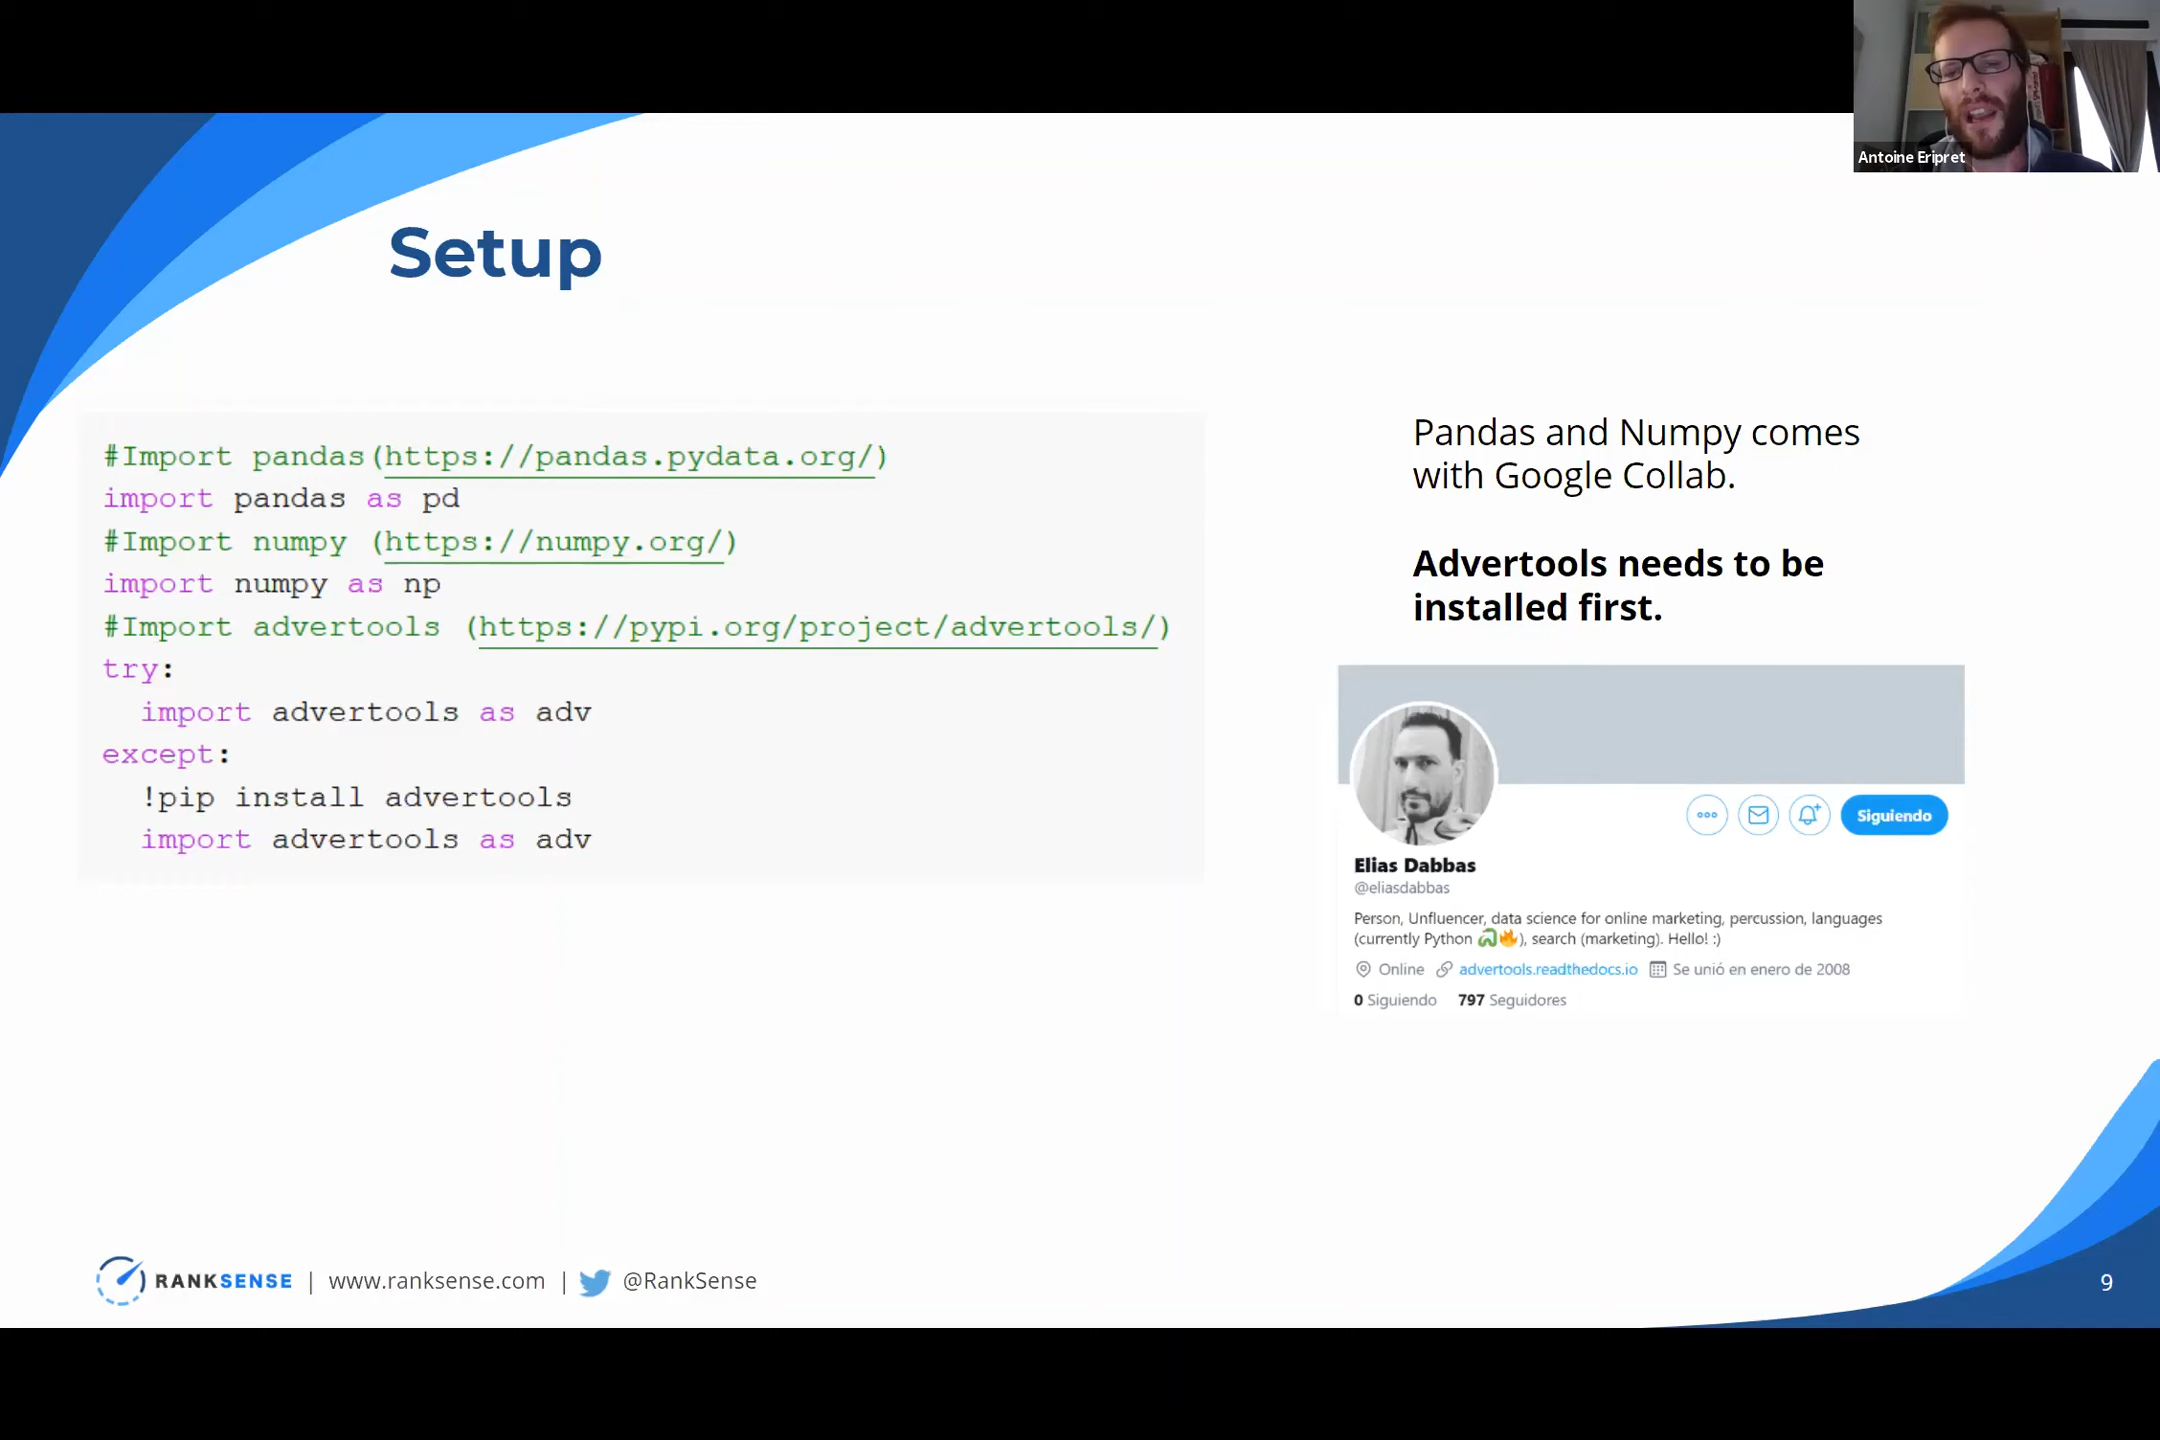 Antoine Eripret
Setup
#Import pandas(https://pandas.pydata.org/)
import pandas as pd
#Import numpy (https://numpy.org/)
import numpy as np
#Import advertools (https://pypi.org/project/advertools/)
try:
  import advertools as adv
except:
  !pip install advertools
  import advertools as adv
Pandas and Numpy comes
with Google Collab.
Advertools needs to be
installed first.
Siguiendo
Elias Dabbas
@eliasdabbas
Person, Unfluencer, data science for online marketing, percussion, languages
(currently Python 🐍🔥), search (marketing). Hello! :)
Online advertools.readthedocs.io Se unió en enero de 2008
0 Siguiendo 797 Seguidores
RANKSENSE | www.ranksense.com | @RankSense
9